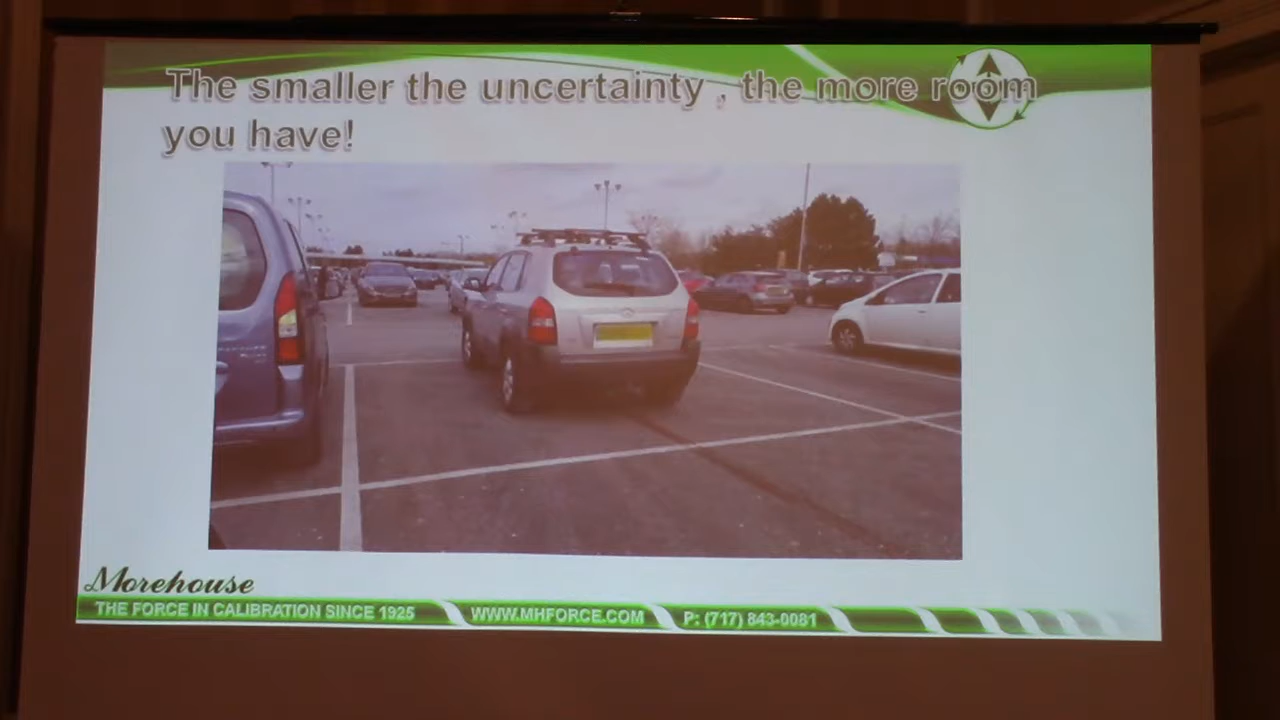 The smaller the uncertainty , the more room
you have!
Morehouse
THE FORCE IN CALIBRATION SINCE 1925 WWW.MHFORCE.COM P: (717) 843-0081